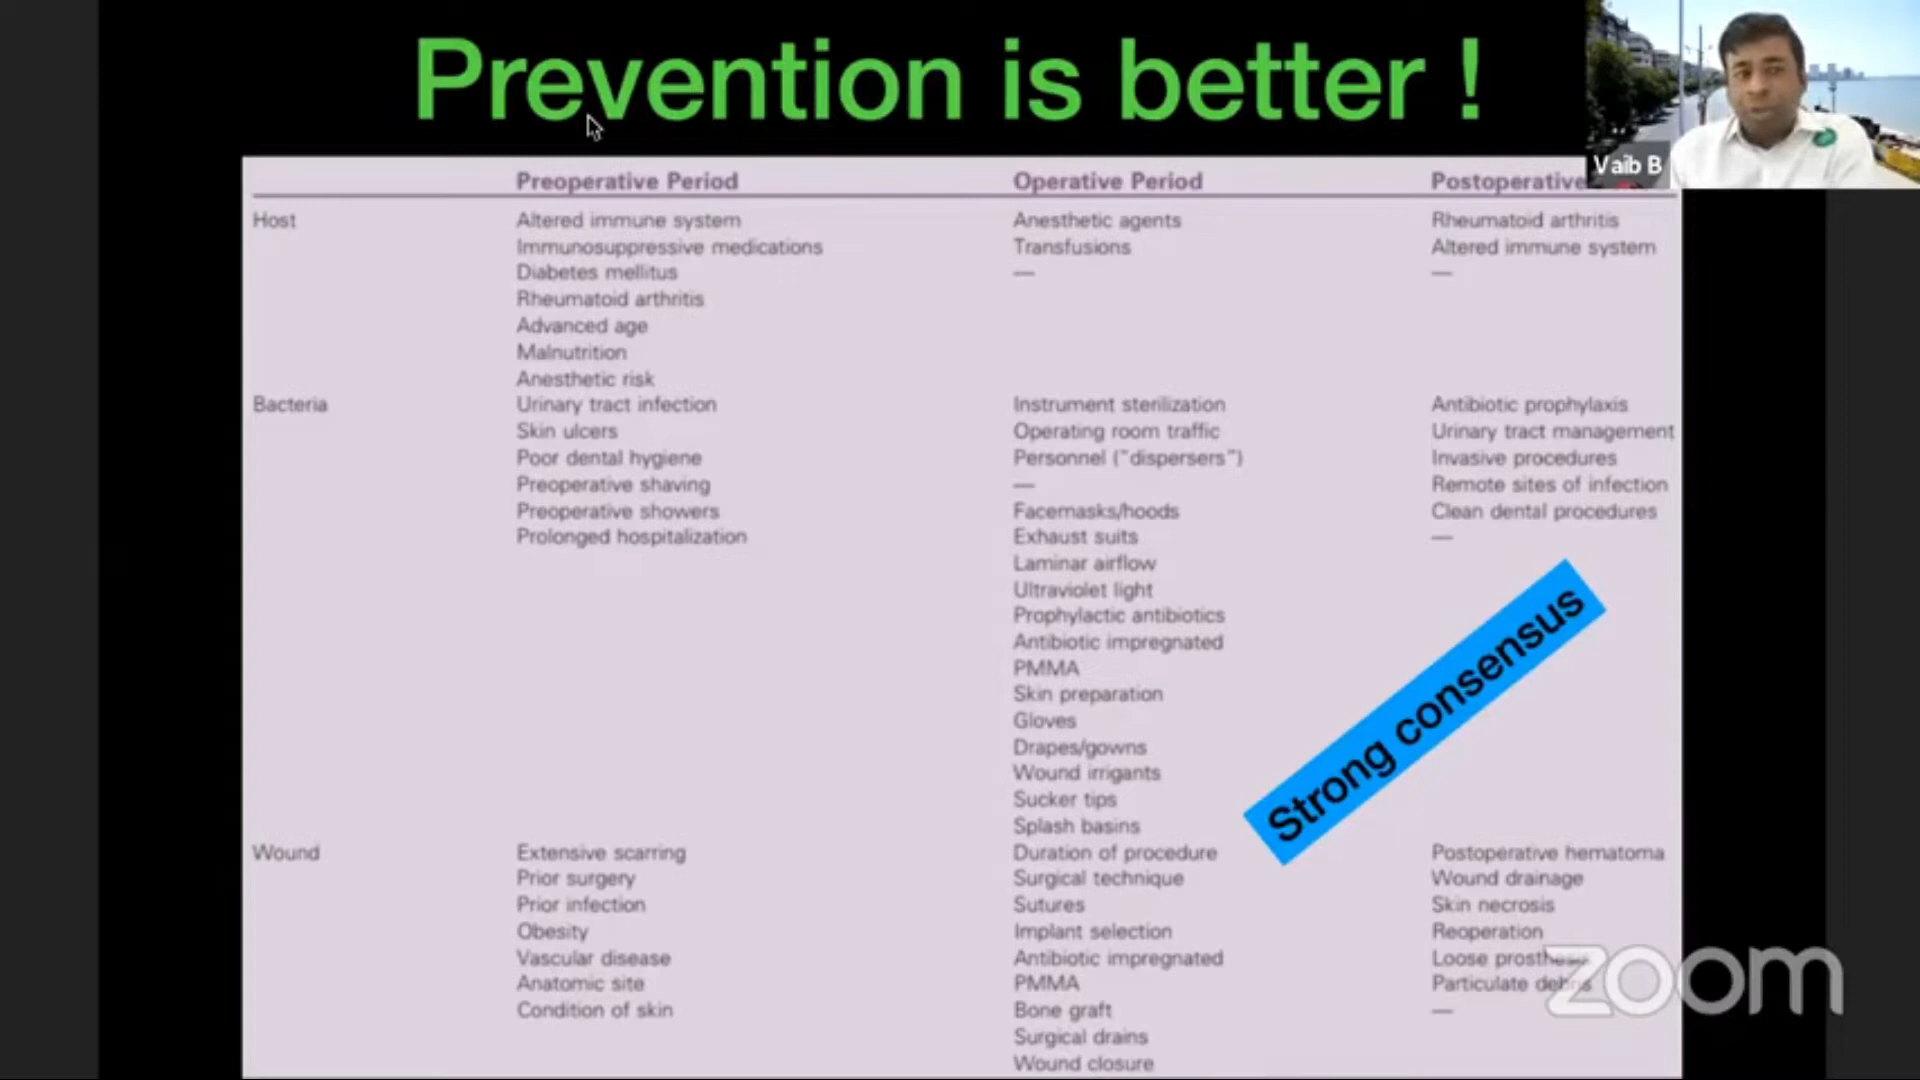 Prevention is better !
Vaib B
Preoperative Period Operative Period Postoperative
Host Altered immune system Anesthetic agents Rheumatoid arthritis
Immunosuppressive medications Transfusions Altered immune system
Diabetes mellitus — —
Rheumatoid arthritis
Advanced age
Malnutrition
Anesthetic risk
Bacteria Urinary tract infection Instrument sterilization Antibiotic prophylaxis
Skin ulcers Operating room traffic Urinary tract management
Poor dental hygiene Personnel (“dispersers”) Invasive procedures
Preoperative shaving — Remote sites of infection
Preoperative showers Facemasks/hoods Clean dental procedures
Prolonged hospitalization Exhaust suits —
Laminar airflow
Ultraviolet light
Prophylactic antibiotics
Antibiotic impregnated
PMMA
Skin preparation
Gloves
Drapes/gowns
Wound irrigants
Sucker tips
Splash basins
Strong consensus
Wound Extensive scarring Duration of procedure Postoperative hematoma
Prior surgery Surgical technique Wound drainage
Prior infection Sutures Skin necrosis
Obesity Implant selection Reoperation
Vascular disease Antibiotic impregnated Loose prosthesis
Anatomic site PMMA Particulate debris
Condition of skin Bone graft —
Surgical drains
Wound closure
zoom